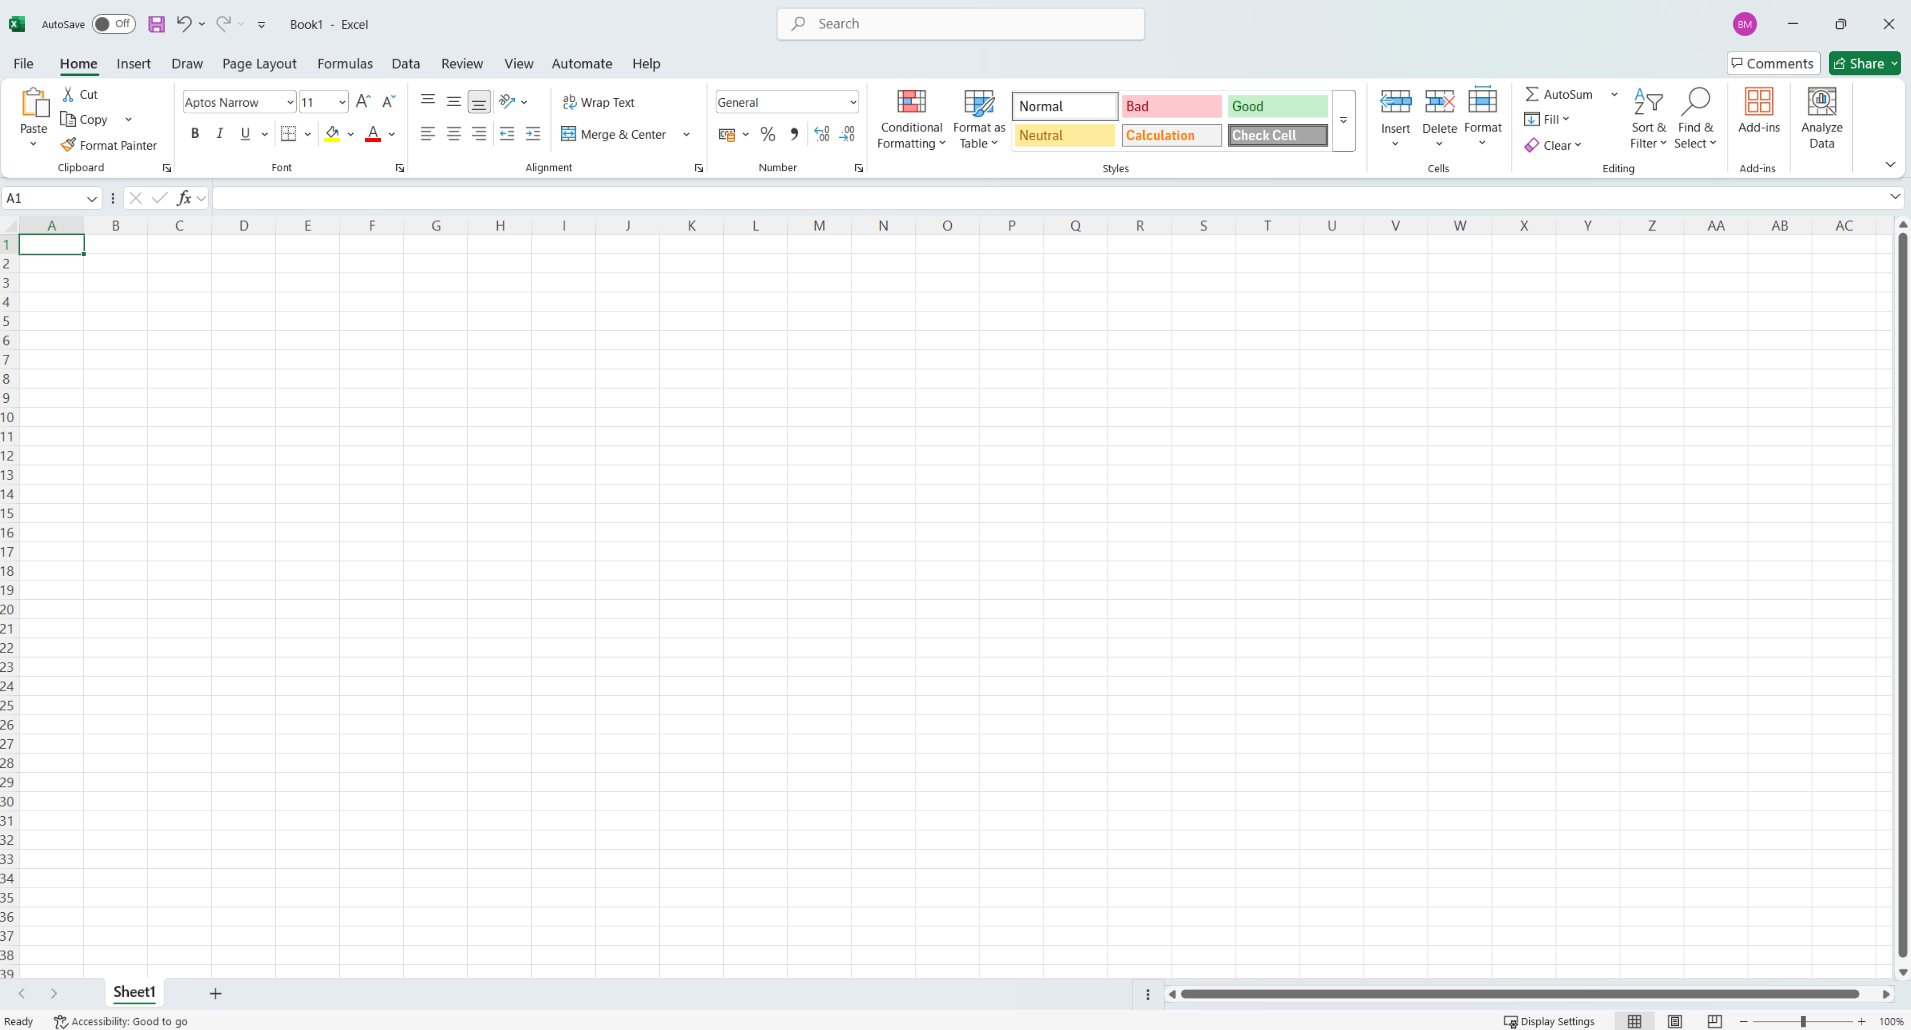 AutoSave Off Book1 - Excel Search BM
File Home Insert Draw Page Layout Formulas Data Review View Automate Help Comments Share
Paste
Cut
Copy
Format Painter
Clipboard
Aptos Narrow 11
B I U A
Font
Wrap Text
Merge & Center
Alignment
General
% 9 .00 .0
Number
Conditional
Formatting
Format as
Table
Normal Bad Good
Neutral Calculation Check Cell
Styles
Insert Delete Format
Cells
AutoSum
Fill
Clear
Sort &
Filter
Find &
Select
Editing
Add-ins
Add-ins
Analyze
Data
A1 fx
A B C D E F G H I J K L M N O P Q R S T U V W X Y Z AA AB AC
1
2
3
4
5
6
7
8
9
10
11
12
13
14
15
16
17
18
19
20
21
22
23
24
25
26
27
28
29
30
31
32
33
34
35
36
37
38
39
Sheet1
Ready Accessibility: Good to go Display Settings 100%